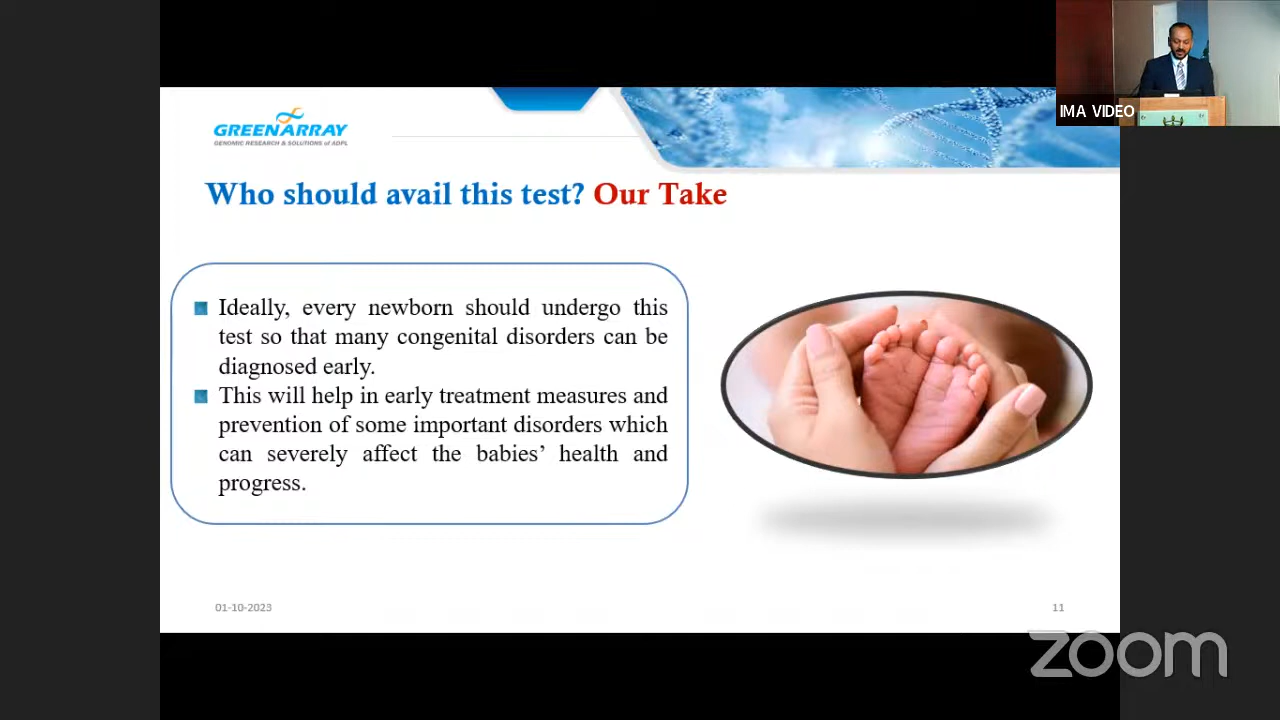 IMA VIDEO
GREENARRAY
GENOMIC RESEARCH & SOLUTIONS of ADPL
Who should avail this test? Our Take
Ideally, every newborn should undergo this
test so that many congenital disorders can be
diagnosed early.
This will help in early treatment measures and
prevention of some important disorders which
can severely affect the babies’ health and
progress.
01-10-2023
11
zoom